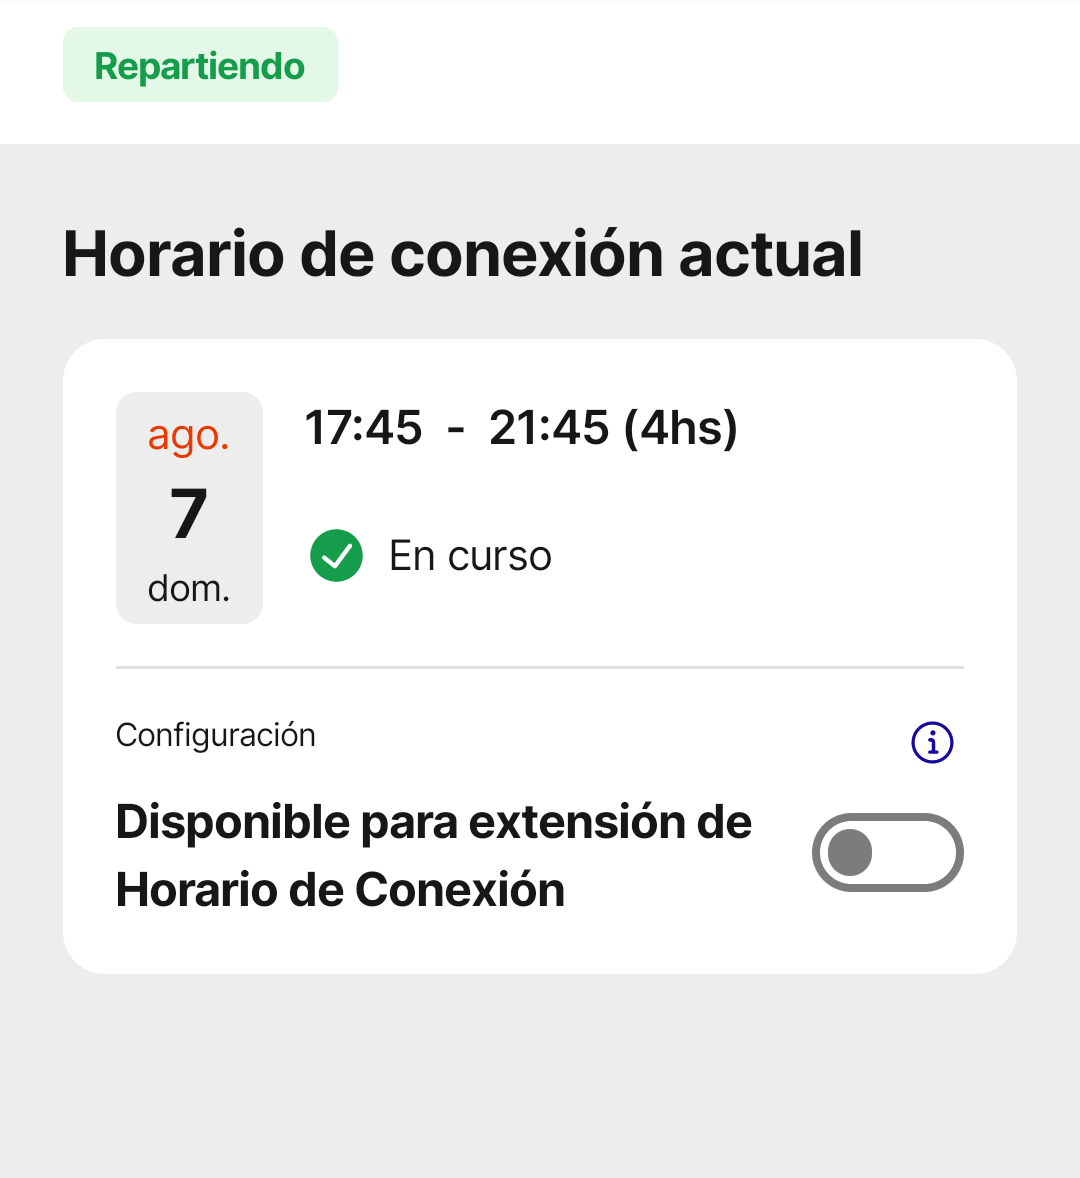 Repartiendo
Horario de conexión actual
ago.
7
dom.
17:45 - 21:45 (4hs)
En curso
Configuración
Disponible para extensión de
Horario de Conexión